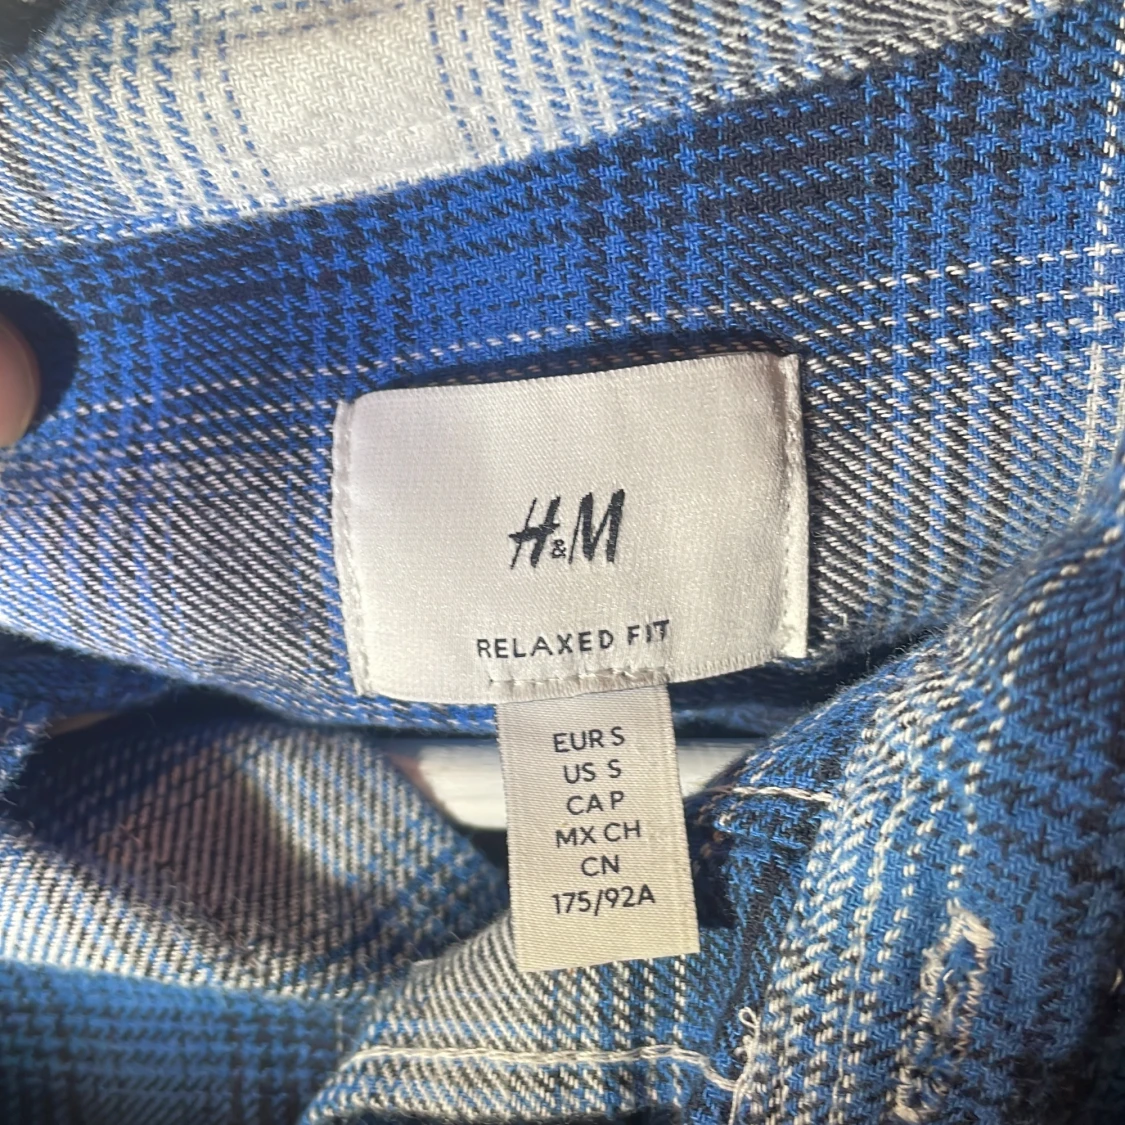 H&M
RELAXED FIT
EUR S
US S
CA P
MX CH
CN
175/92A